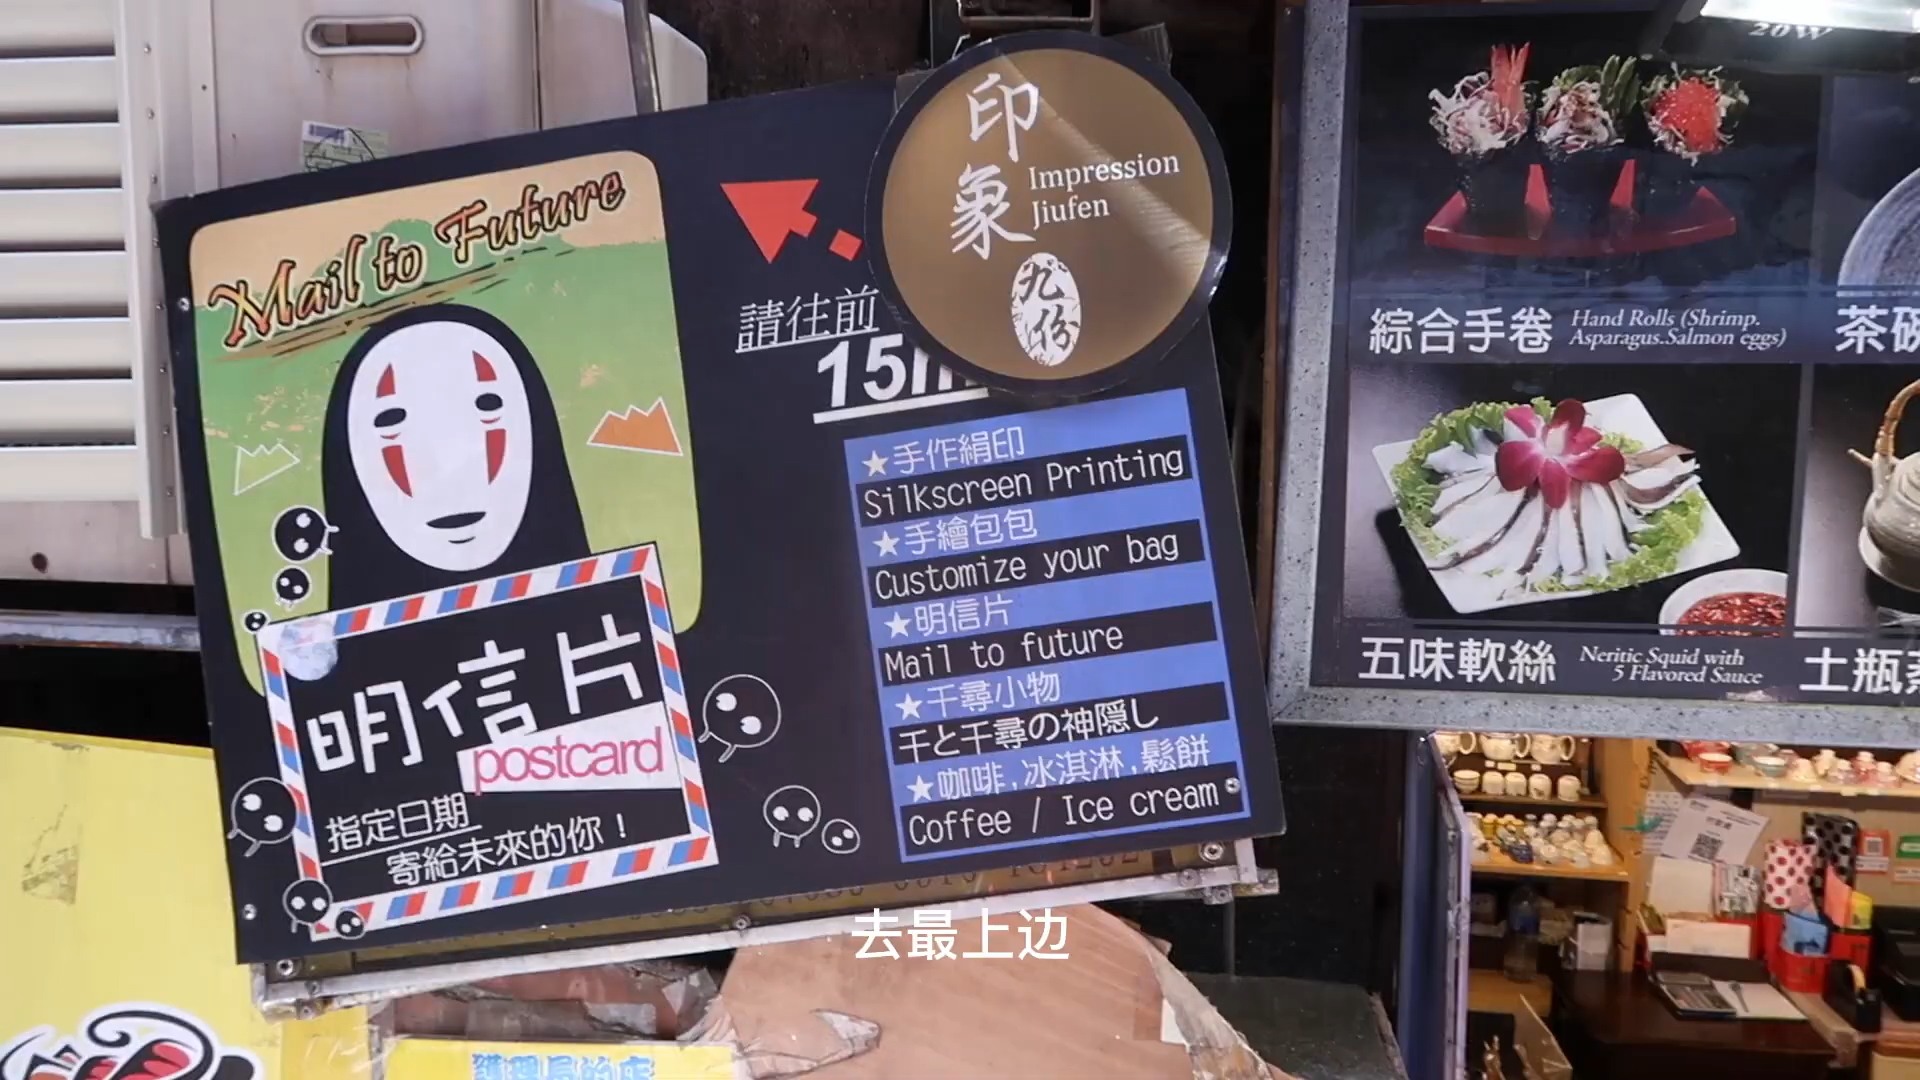 Mail to Future
明信片
postcard
指定日期
寄給未來的你！
請往前
印象
Impression
Jiufen
九份
★手作絹印
Silkscreen Printing
★手繪包包
Customize your bag
★明信片
Mail to future
★千尋小物
千と千尋の神隠し
★咖啡,冰淇淋,鬆餅
Coffee / Ice cream
20W
綜合手卷
Hand Rolls (Shrimp.
Asparagus.Salmon eggs)
五味軟絲
Neritic Squid with
5 Flavored Sauce
土瓶
去最上边